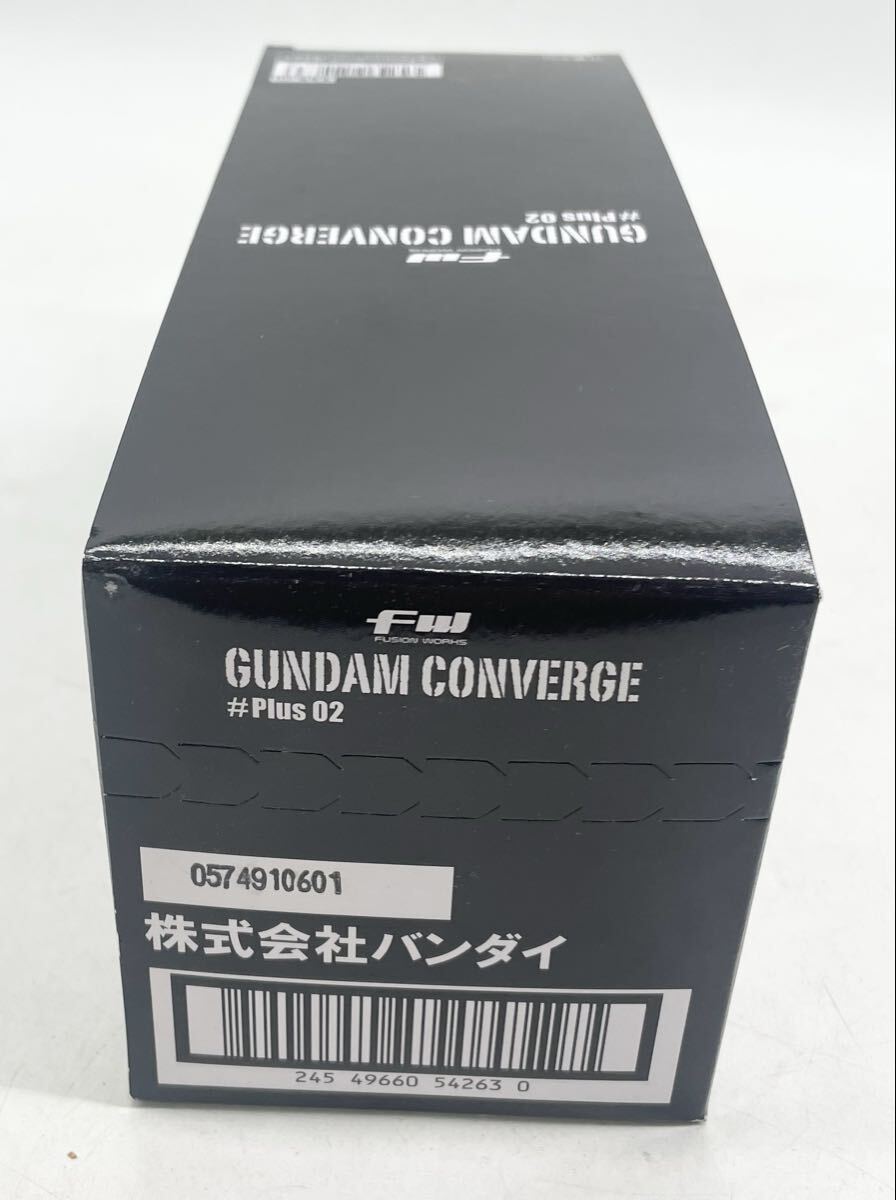 #Plus 02
GUNDAM CONVERGE
FUSION WORKS
FW
FW
FUSION WORKS
GUNDAM CONVERGE
#Plus 02
0574910601
株式会社バンダイ
245 49660 54263 0